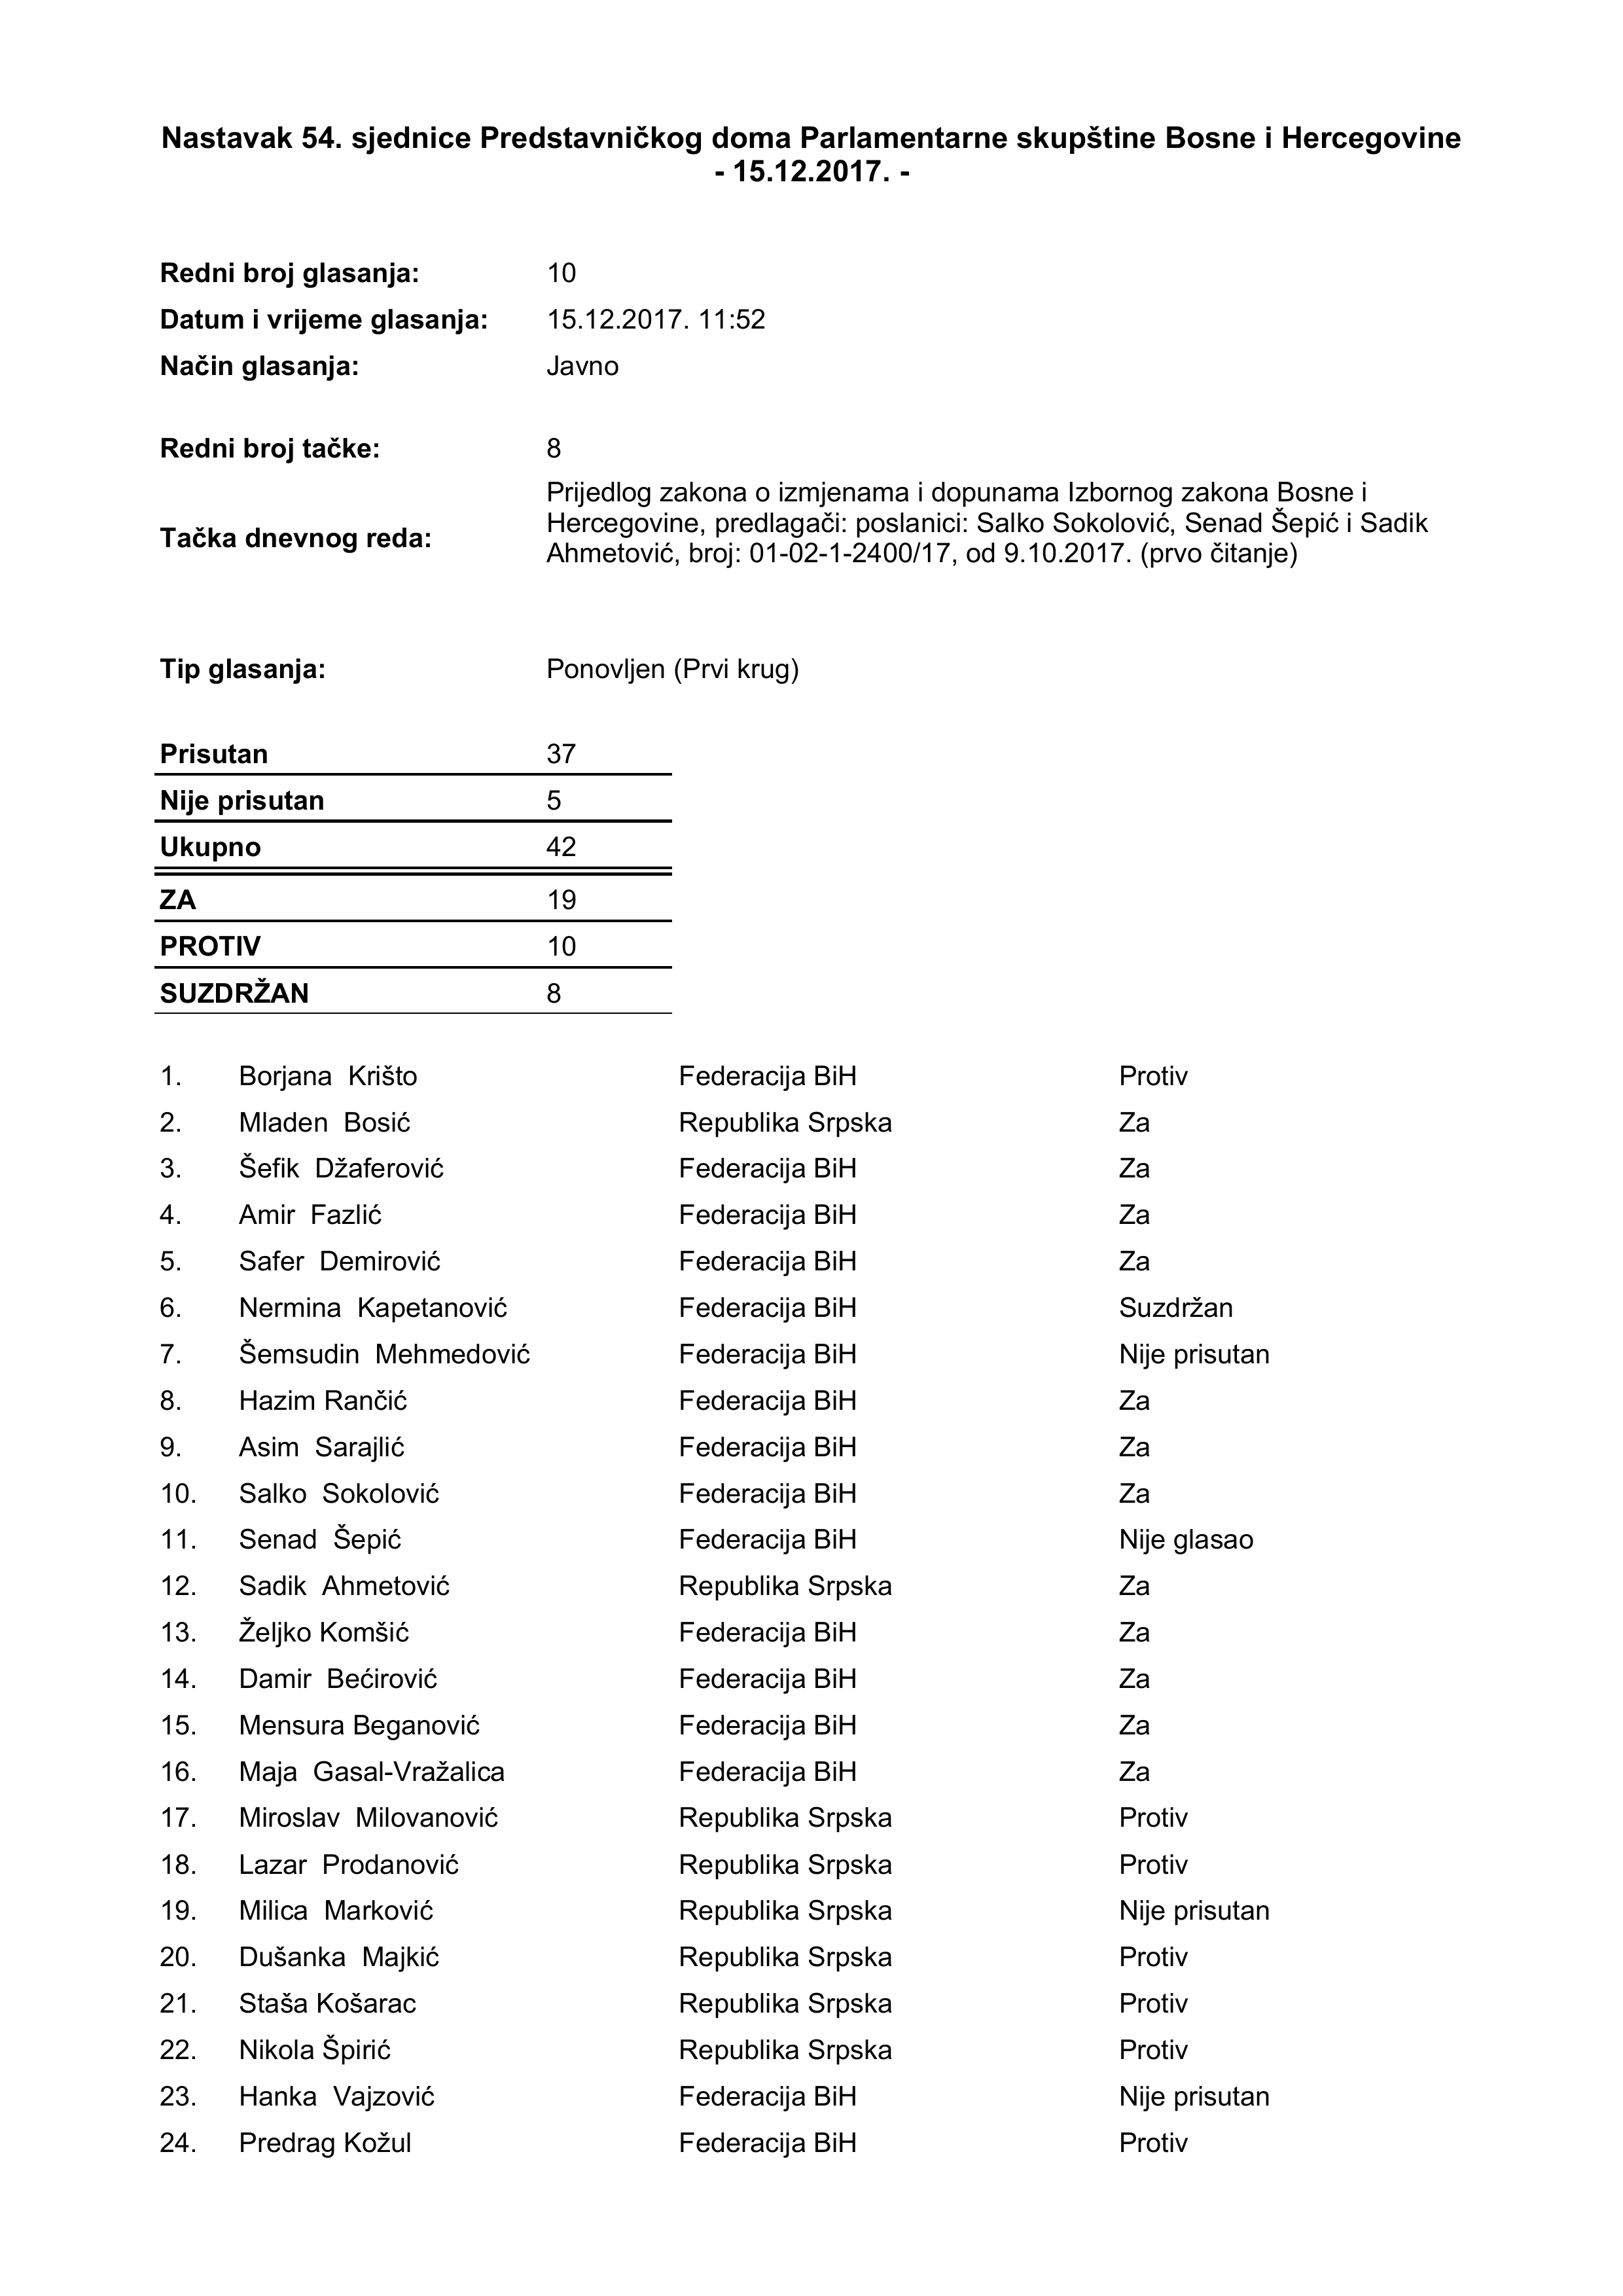 Nastavak 54. sjednice Predstavničkog doma Parlamentarne skupštine Bosne i Hercegovine
- 15.12.2017. -
Redni broj glasanja: 10
Datum i vrijeme glasanja: 15.12.2017. 11:52
Način glasanja: Javno
Redni broj tačke: 8
Tačka dnevnog reda: Prijedlog zakona o izmjenama i dopunama Izbornog zakona Bosne i
Hercegovine, predlagači: poslanici: Salko Sokolović, Senad Šepić i Sadik
Ahmetović, broj: 01-02-1-2400/17, od 9.10.2017. (prvo čitanje)
Tip glasanja: Ponovljen (Prvi krug)
Prisutan 37
Nije prisutan 5
Ukupno 42
ZA 19
PROTIV 10
SUZDRŽAN 8
1. Borjana Krišto Federacija BiH Protiv
2. Mladen Bosić Republika Srpska Za
3. Šefik Džaferović Federacija BiH Za
4. Amir Fazlić Federacija BiH Za
5. Safer Demirović Federacija BiH Za
6. Nermina Kapetanović Federacija BiH Suzdržan
7. Šemsudin Mehmedović Federacija BiH Nije prisutan
8. Hazim Rančić Federacija BiH Za
9. Asim Sarajlić Federacija BiH Za
10. Salko Sokolović Federacija BiH Za
11. Senad Šepić Federacija BiH Nije glasao
12. Sadik Ahmetović Republika Srpska Za
13. Željko Komšić Federacija BiH Za
14. Damir Bećirović Federacija BiH Za
15. Mensura Beganović Federacija BiH Za
16. Maja Gasal-Vražalica Federacija BiH Za
17. Miroslav Milovanović Republika Srpska Protiv
18. Lazar Prodanović Republika Srpska Protiv
19. Milica Marković Republika Srpska Nije prisutan
20. Dušanka Majkić Republika Srpska Protiv
21. Staša Košarac Republika Srpska Protiv
22. Nikola Špirić Republika Srpska Protiv
23. Hanka Vajzović Federacija BiH Nije prisutan
24. Predrag Kožul Federacija BiH Protiv